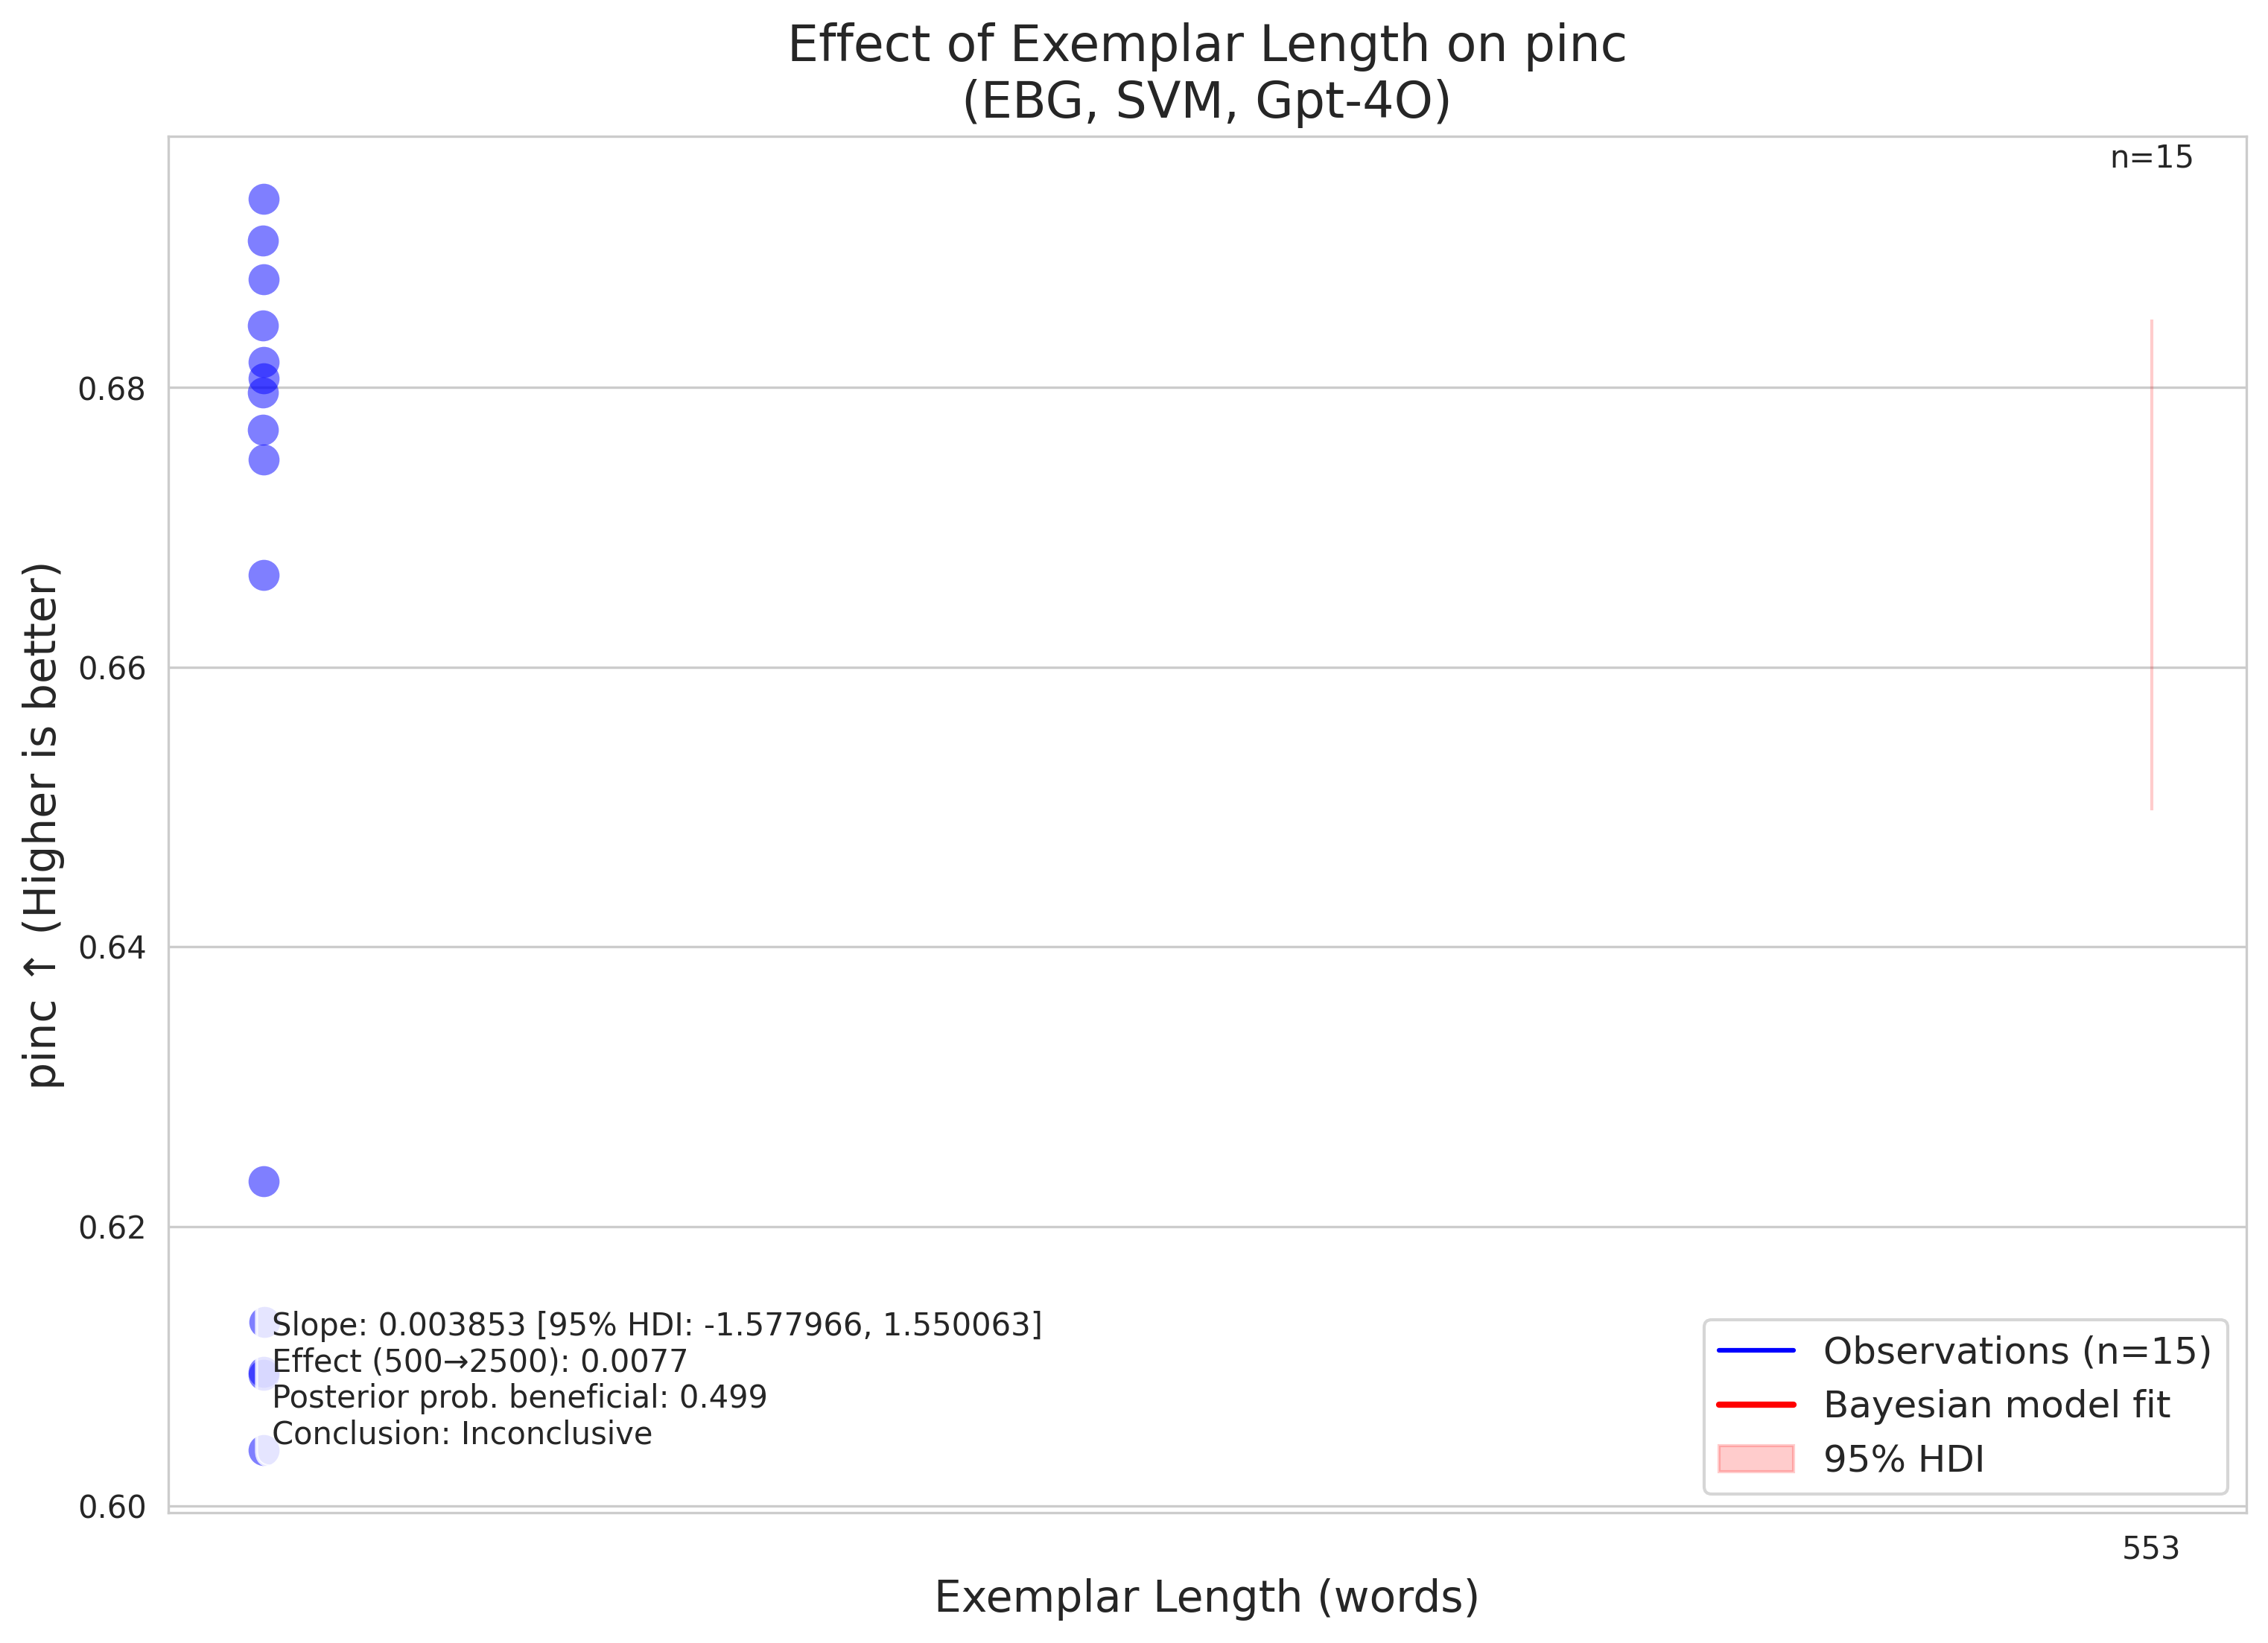 Effect of Exemplar Length on pinc
(EBG, SVM, Gpt-4O)
n=15
pinc ↑ (Higher is better)
0.68
0.66
0.64
0.62
0.60
Slope: 0.003853 [95% HDI: -1.577966, 1.550063]
Effect (500→2500): 0.0077
Posterior prob. beneficial: 0.499
Conclusion: Inconclusive
Observations (n=15)
Bayesian model fit
95% HDI
553
Exemplar Length (words)